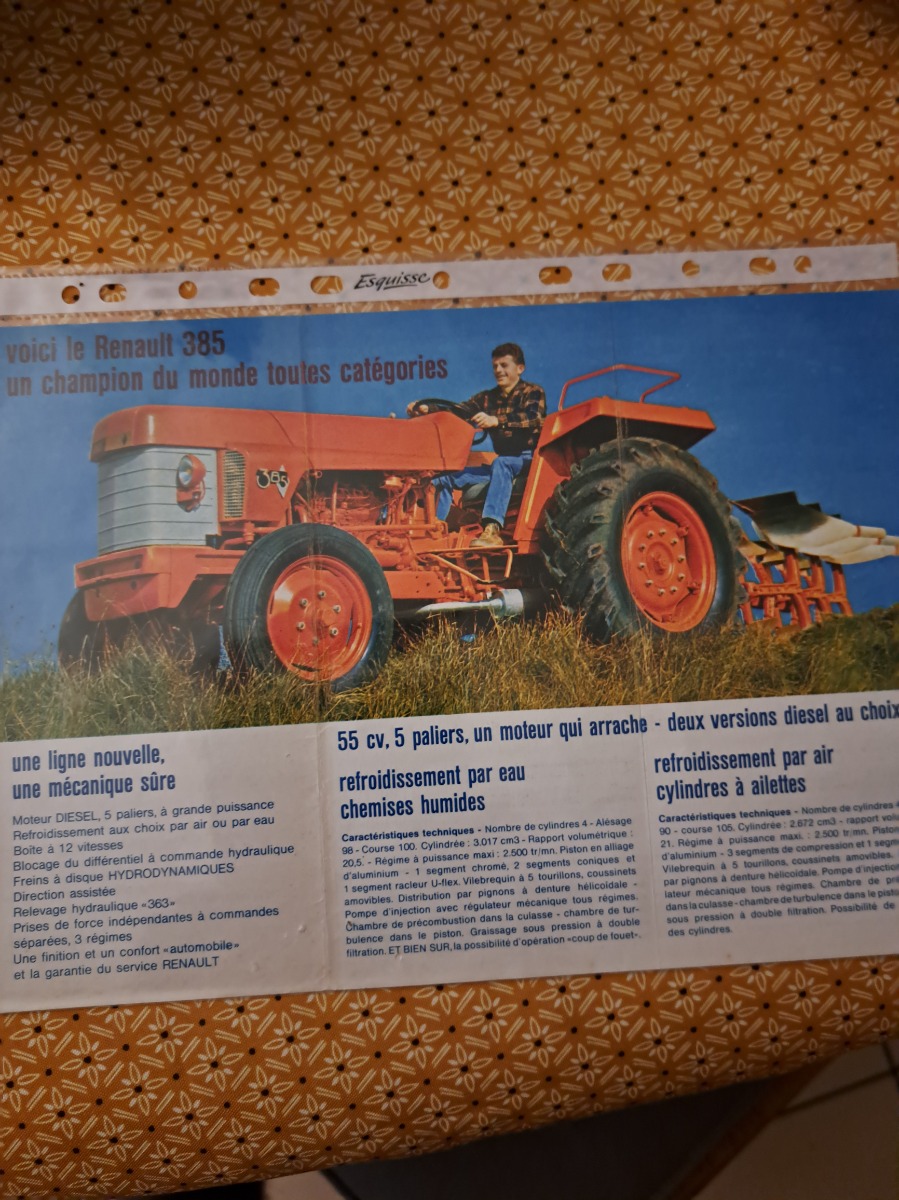 Esquisse
voici le Renault 385
un champion du monde toutes catégories
385
une ligne nouvelle,
une mécanique sûre
Moteur DIESEL, 5 paliers, à grande puissance
Refroidissement aux choix par air ou par eau
Boîte à 12 vitesses
Blocage du différentiel à commande hydraulique
Freins à disque HYDRODYNAMIQUES
Direction assistée
Relevage hydraulique «363»
Prises de force indépendantes à commandes
séparées, 3 régimes
Une finition et un confort «automobile»
et la garantie du service RENAULT
55 cv, 5 paliers, un moteur qui arrache - deux versions diesel au choix
refroidissement par eau
chemises humides
Caractéristiques techniques - Nombre de cylindres 4 - Alésage
98 - Course 100. Cylindrée : 3.017 cm3 - Rapport volumétrique :
20,5. - Régime à puissance maxi : 2.500 tr/mn. Piston en alliage
d'aluminium - 1 segment chromé, 2 segments coniques et
1 segment racleur U-flex. Vilebrequin à 5 tourillons, coussinets
amovibles. Distribution par pignons à denture hélicoïdale -
Pompe d'injection avec régulateur mécanique tous régimes.
Chambre de précombustion dans la culasse - chambre de tur-
bulence dans le piston. Graissage sous pression à double
filtration. ET BIEN SUR, la possibilité d'opération «coup de fouet».
refroidissement par air
cylindres à ailettes
Caractéristiques techniques - Nombre de cylindres
90 - course 105. Cylindrée : 2.672 cm3 - rapport
21. Régime à puissance maxi. : 2.500 tr/mn. Piston
d'aluminium - 3 segments de compression et 1
Vilebrequin à 5 tourillons, coussinets amovibles.
par pignons à denture hélicoïdale. Pompe
lateur mécanique tous régimes. Chambre de
dans la culasse - chambre de turbulence dans le
sous pression à double filtration. Possibilité de
des cylindres.